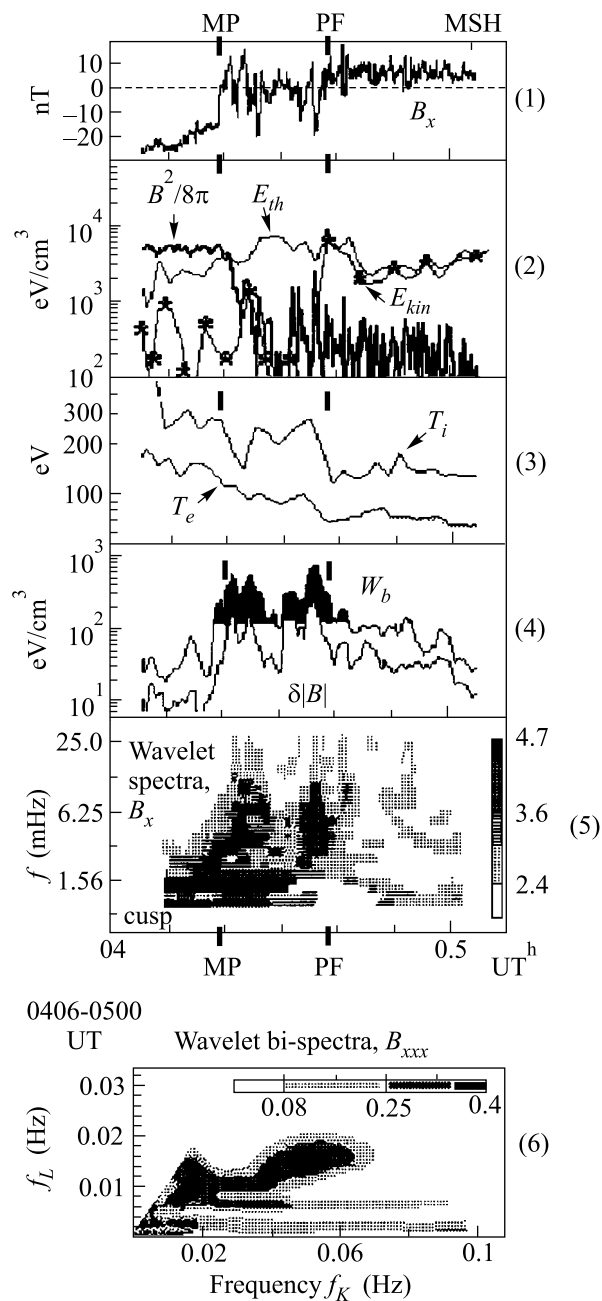 MP PF MSH
10
0
−10
−20
nT
B_x
(1)
B^2/8π
E_th
10^4
10^3
10^2
eV/cm^3
E_kin
(2)
10
300
200
100
eV
T_i
T_e
(3)
10^3
10^2
10^1
eV/cm^3
W_b
δ|B|
(4)
25.0
6.25
1.56
f (mHz)
Wavelet
spectra,
B_x
cusp
4.7
3.6
2.4
(5)
04 0.5 UT^h
MP PF
0406-0500
UT
Wavelet bi-spectra, B_xxx
0.08 0.25 0.4
0.03
0.02
0.01
f_L (Hz)
(6)
0.02 0.06 0.1
Frequency f_K (Hz)